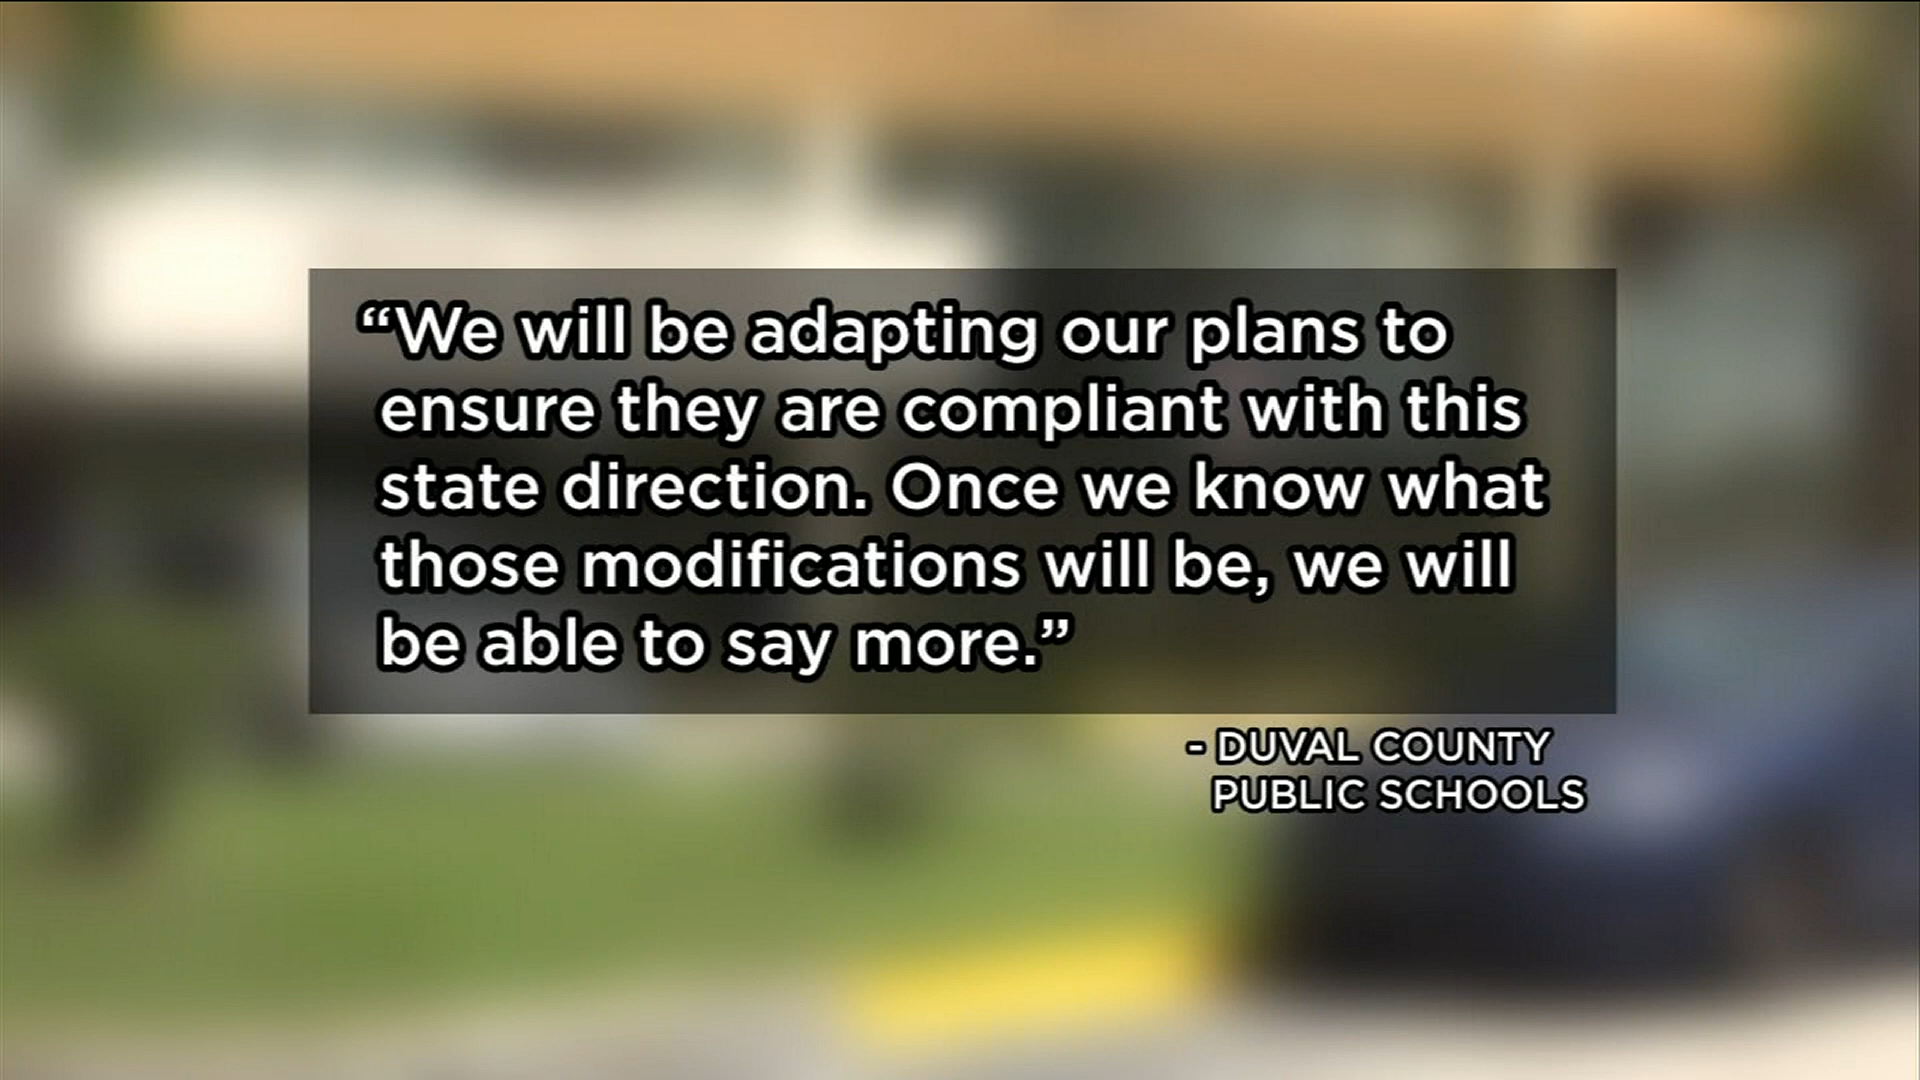 “We will be adapting our plans to
ensure they are compliant with this
state direction. Once we know what
those modifications will be, we will
be able to say more.”
- DUVAL COUNTY
PUBLIC SCHOOLS